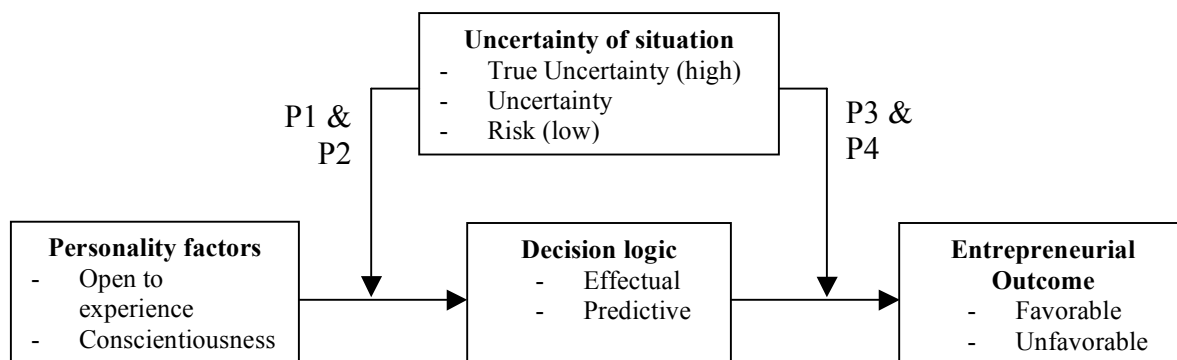 Uncertainty of situation
- True Uncertainty (high)
- Uncertainty
- Risk (low)
P1 &
P2
P3 &
P4
Personality factors
- Open to
experience
- Conscientiousness
Decision logic
- Effectual
- Predictive
Entrepreneurial
Outcome
- Favorable
- Unfavorable